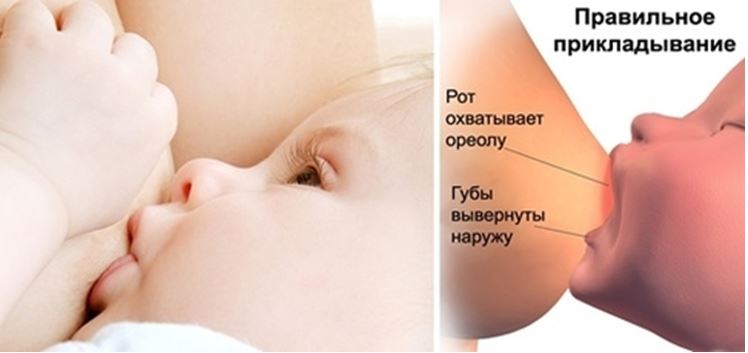 Правильное
прикладывание
Рот
охватывает
ореолу
Губы
вывернуты
наружу